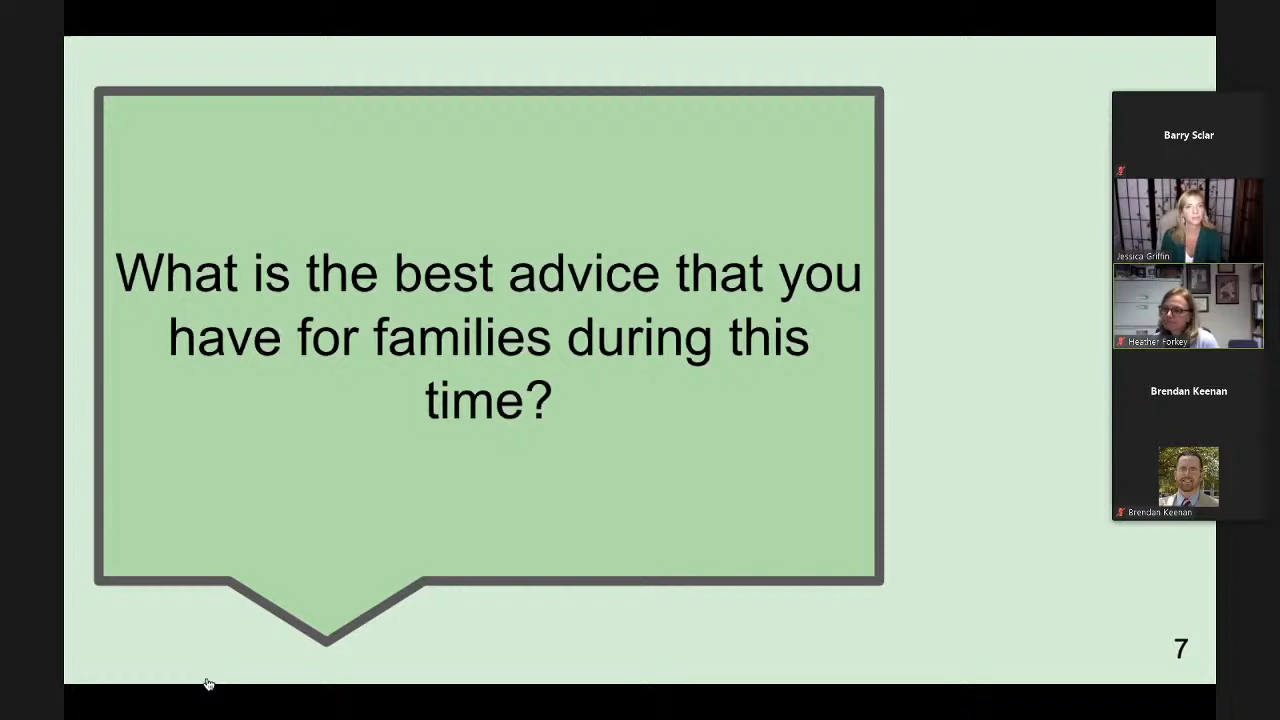 What is the best advice that you
have for families during this
time?
7
Barry Sclar
Jessica Griffin
Heather Forkey
Brendan Keenan
Brendan Keenan